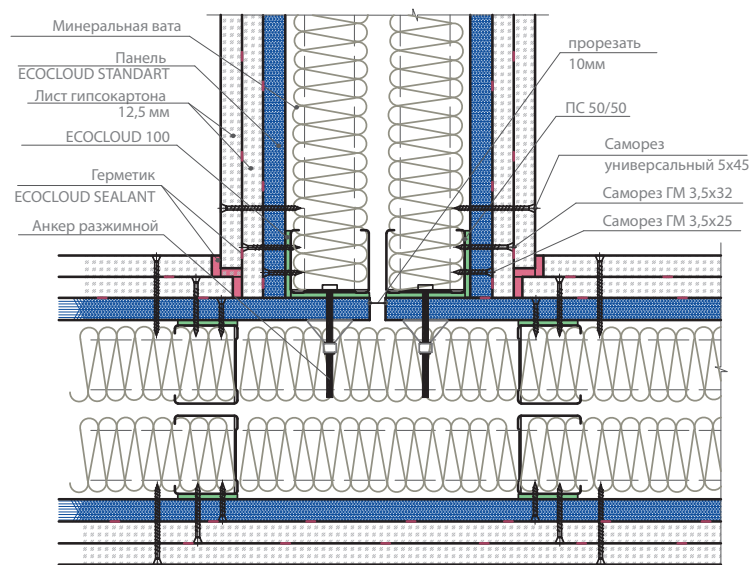 Минеральная вата
Панель
ECOCLOUD STANDART
Лист гипсокартона
12,5 мм
ECOCLOUD 100
Герметик
ECOCLOUD SEALANT
Анкер разжимной
прорезать
10мм
ПС 50/50
Саморез
универсальный 5х45
Саморез ГМ 3,5х32
Саморез ГМ 3,5х25